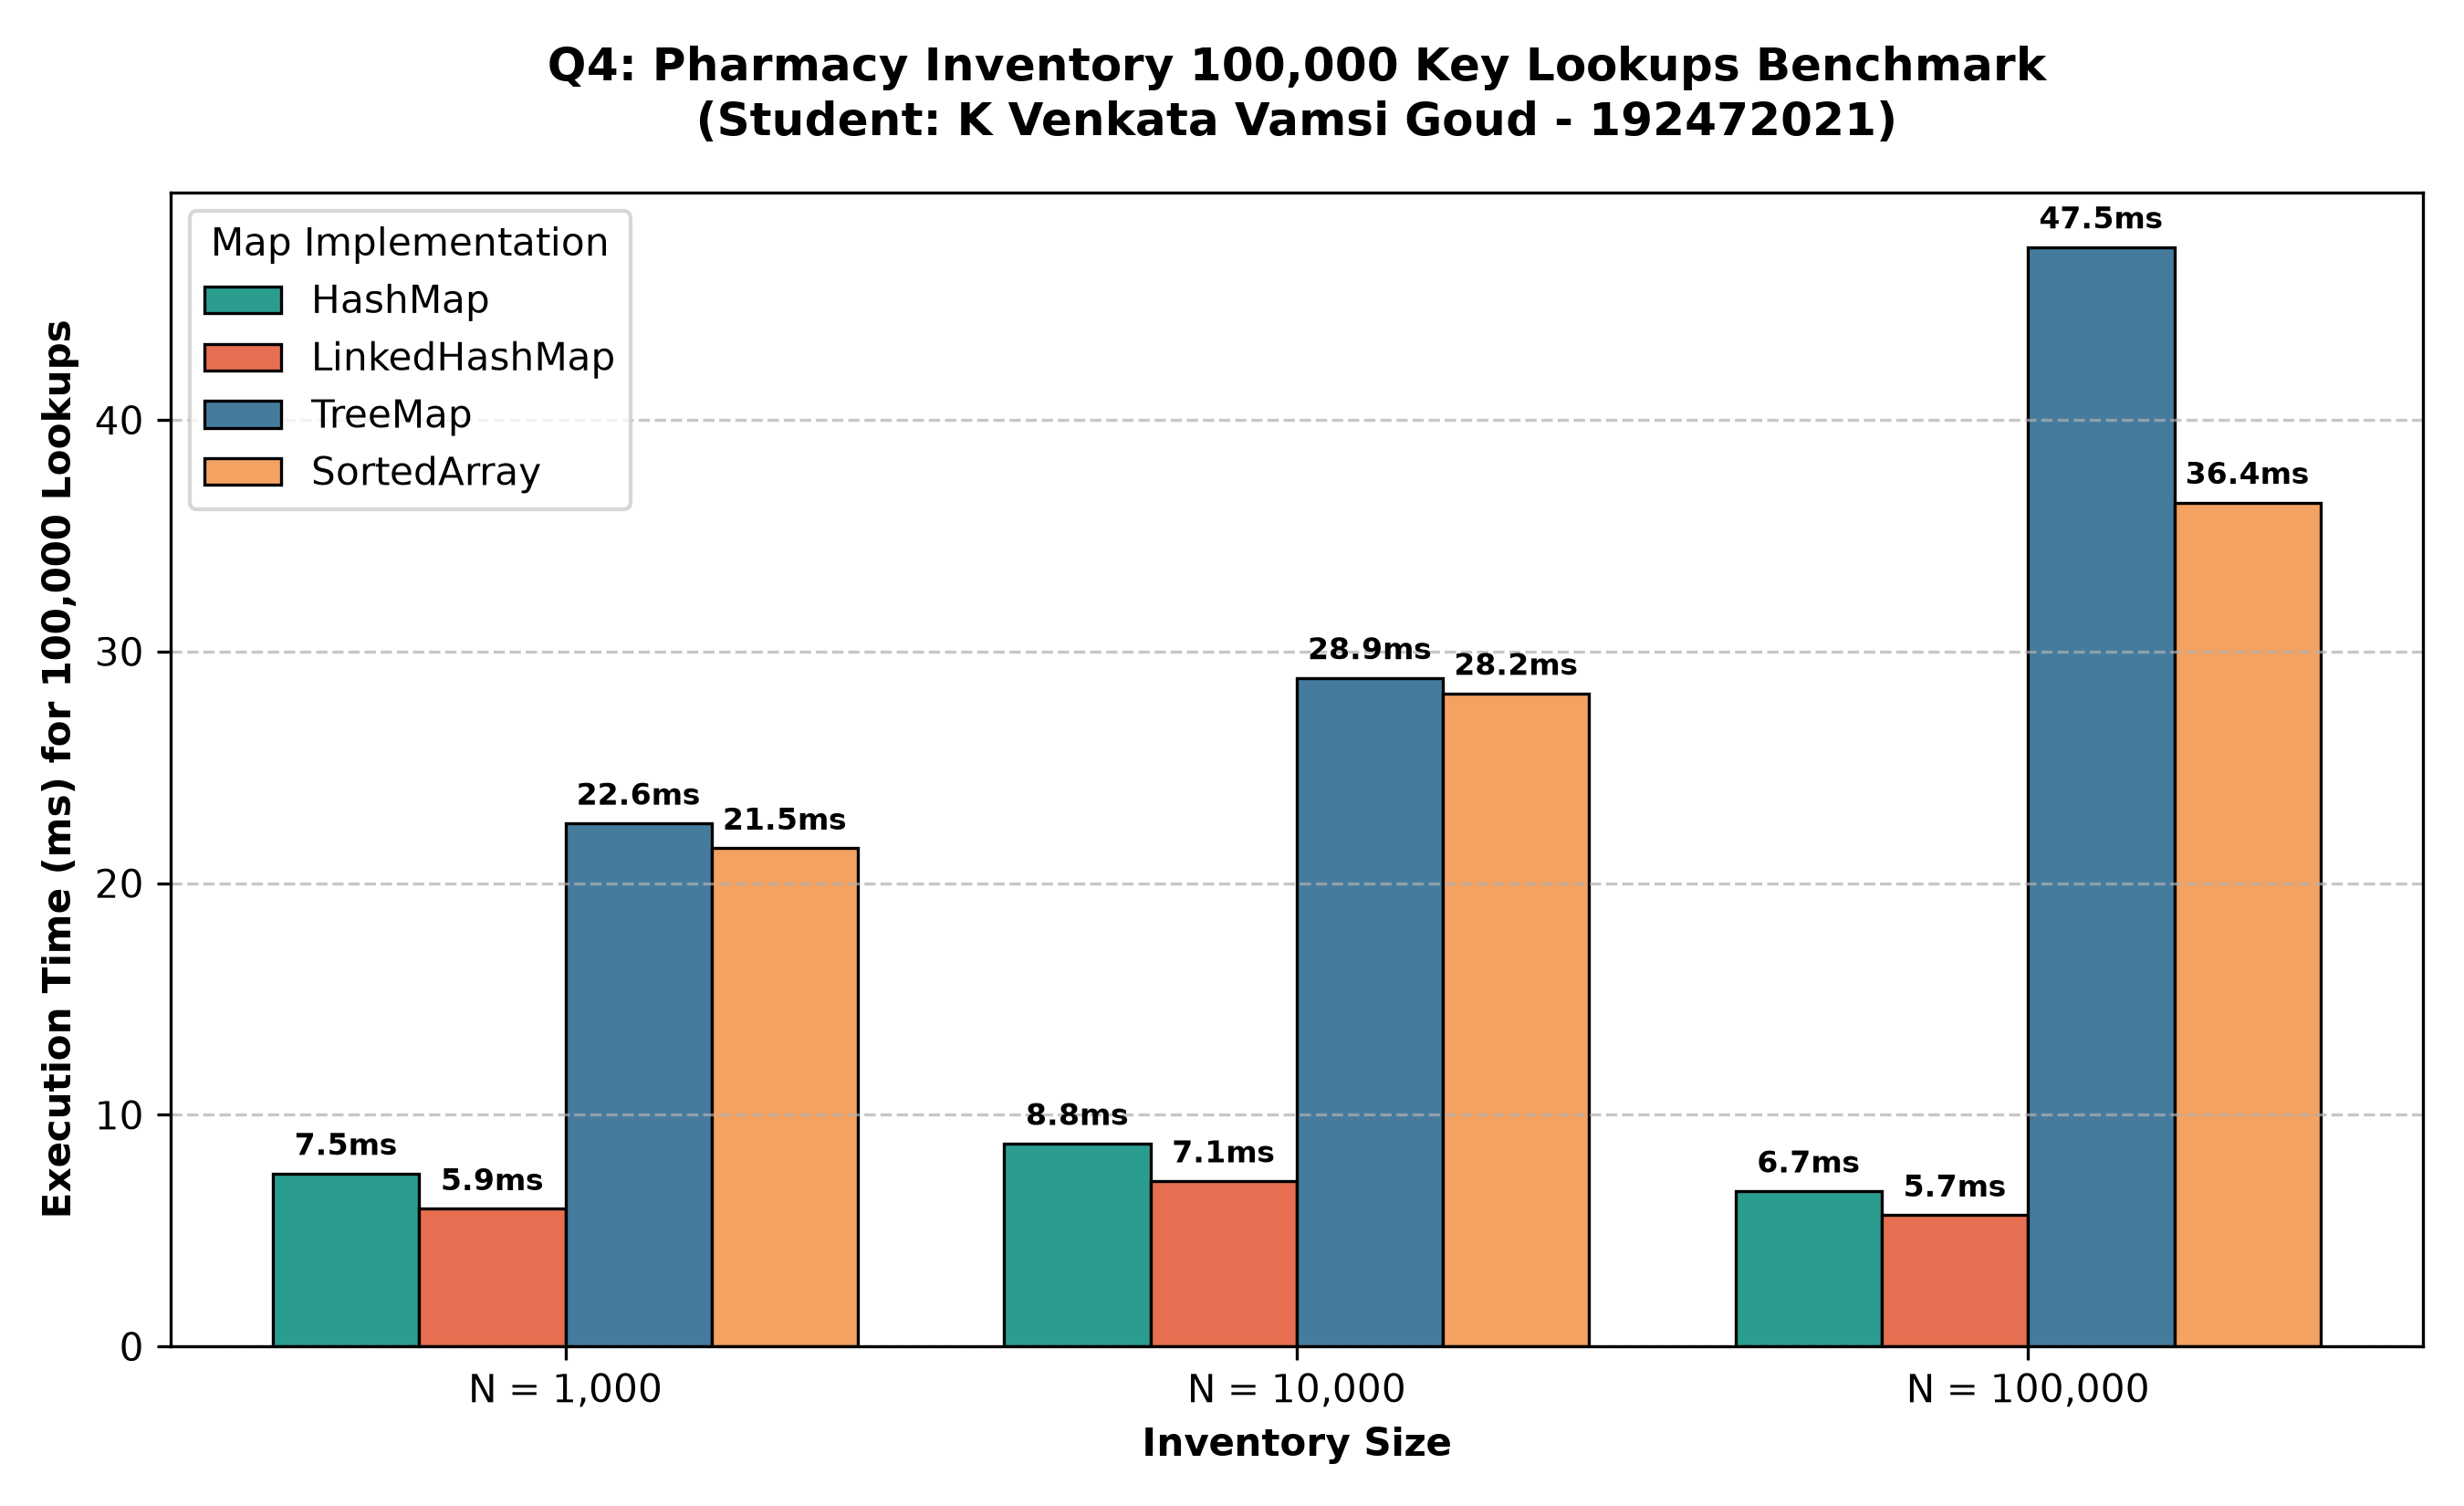 Q4: Pharmacy Inventory 100,000 Key Lookups Benchmark
(Student: K Venkata Vamsi Goud - 192472021)
Map Implementation
HashMap
LinkedHashMap
TreeMap
SortedArray
Execution Time (ms) for 100,000 Lookups
40
30
20
10
0
7.5ms
5.9ms
22.6ms
21.5ms
8.8ms
7.1ms
28.9ms
28.2ms
6.7ms
5.7ms
47.5ms
36.4ms
N = 1,000
N = 10,000
N = 100,000
Inventory Size